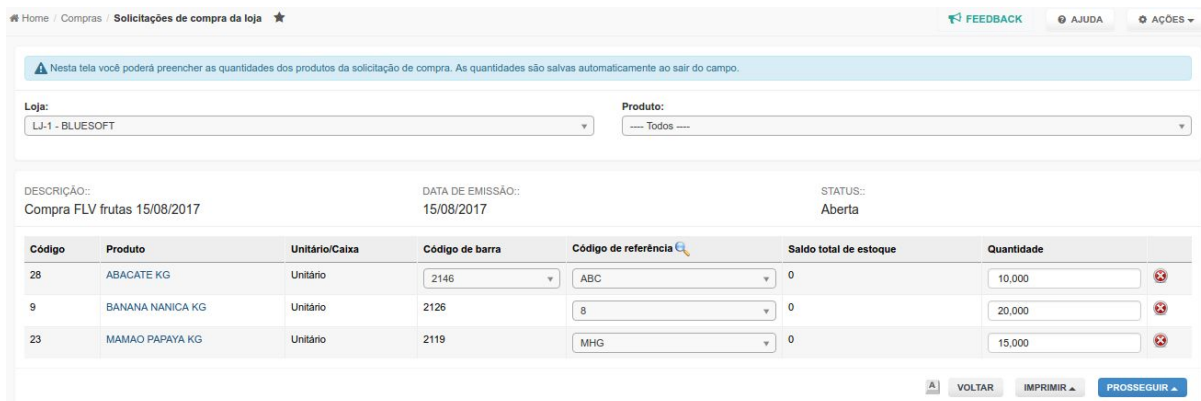 Home / Compras / Solicitações de compra da loja FEEDBACK AJUDA AÇÕES
Nesta tela você poderá preencher as quantidades dos produtos da solicitação de compra. As quantidades são salvas automaticamente ao sair do campo.
Loja: Produto:
LJ-1 - BLUESOFT ---- Todos ----
DESCRIÇÃO:: DATA DE EMISSÃO:: STATUS::
Compra FLV frutas 15/08/2017 15/08/2017 Aberta
Código Produto Unitário/Caixa Código de barra Código de referência Saldo total de estoque Quantidade
28 ABACATE KG Unitário 2146 ABC 0 10,000
9 BANANA NANICA KG Unitário 2126 8 0 20,000
23 MAMAO PAPAYA KG Unitário 2119 MHG 0 15,000
A VOLTAR IMPRIMIR PROSSEGUIR